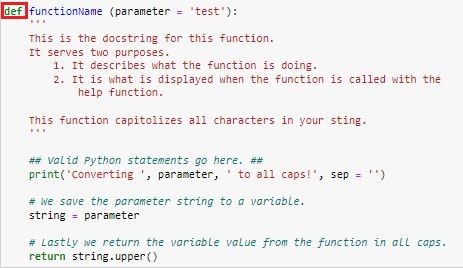 def functionName (parameter = 'test'):
'''
This is the docstring for this function.
It serves two purposes.
1. It describes what the function is doing.
2. It is what is displayed when the function is called with the
help function.
This function capitolizes all characters in your sting.
'''
## Valid Python statements go here. ##
print('Converting ', parameter, ' to all caps!', sep = '')
# We save the parameter string to a variable.
string = parameter
# Lastly we return the variable value from the function in all caps.
return string.upper()